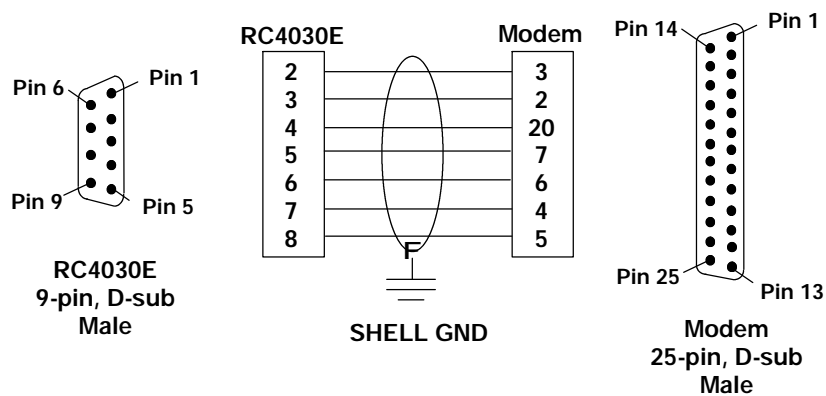 RC4030E Modem
Pin 14 Pin 1
Pin 6 Pin 1
2 3
3 2
4 20
5 7
6 6
7 4
8 5
Pin 9 Pin 5
Pin 25 Pin 13
RC4030E
9-pin, D-sub
Male
SHELL GND
Modem
25-pin, D-sub
Male